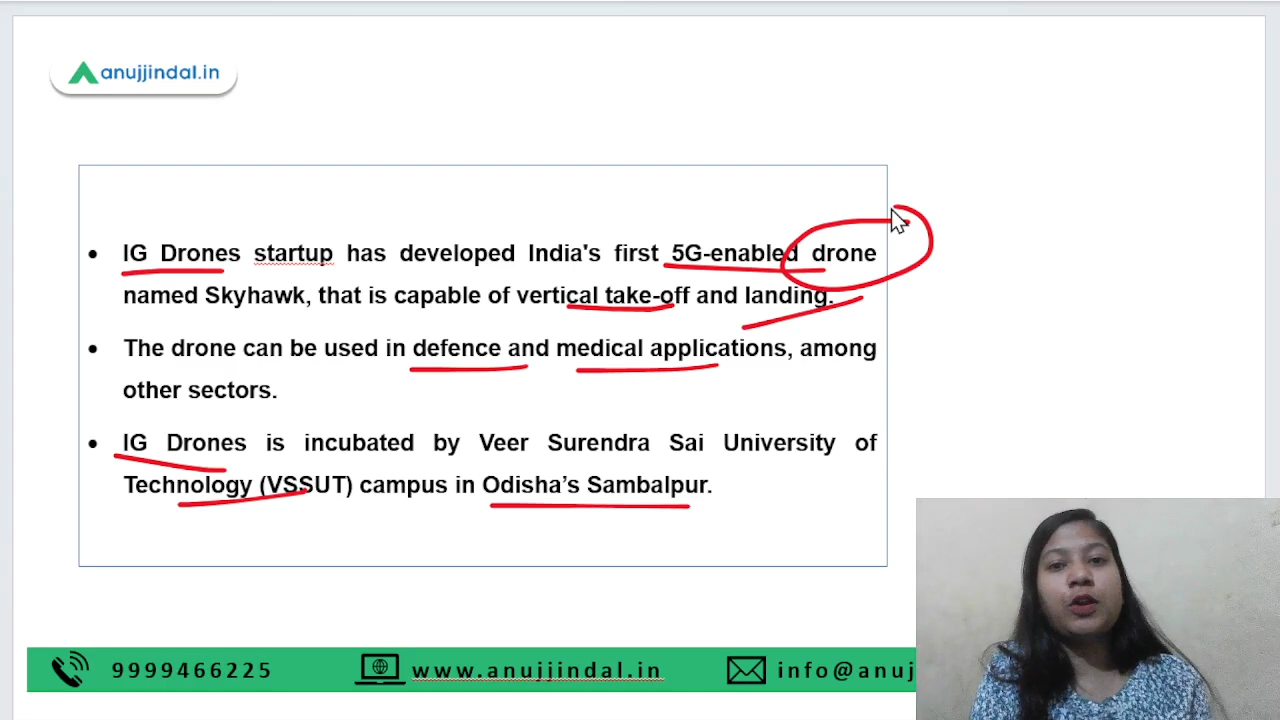 anujjindal.in
• IG Drones startup has developed India's first 5G-enabled drone
named Skyhawk, that is capable of vertical take-off and landing.
• The drone can be used in defence and medical applications, among
other sectors.
• IG Drones is incubated by Veer Surendra Sai University of
Technology (VSSUT) campus in Odisha’s Sambalpur.
9999466225 www.anujjindal.in info@anuj